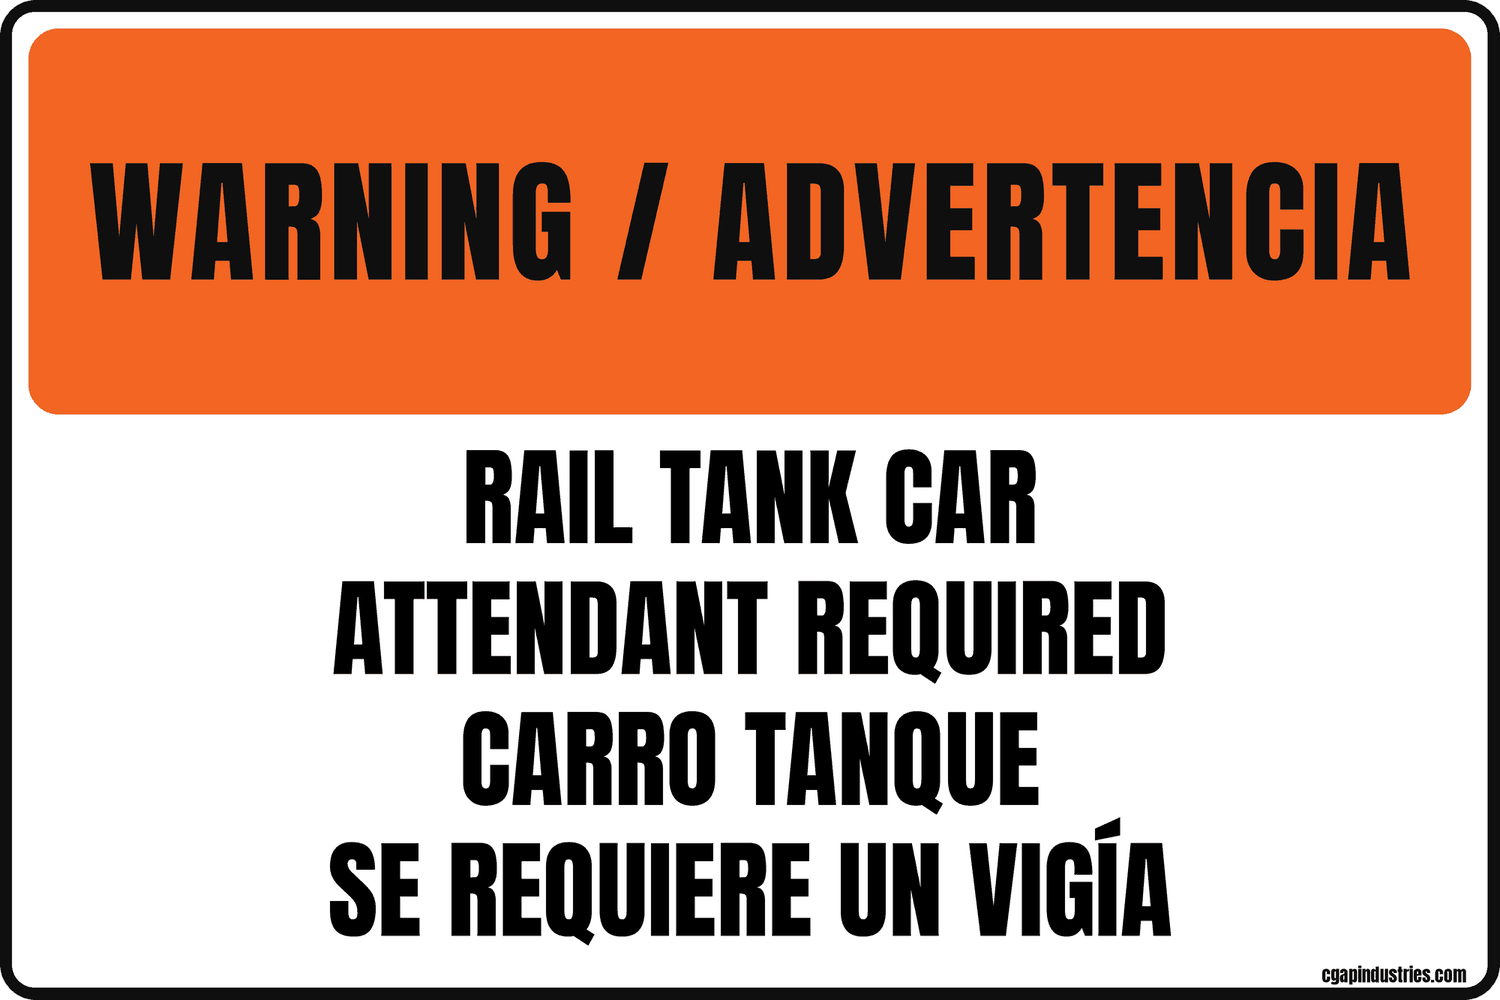 WARNING / ADVERTENCIA
RAIL TANK CAR
ATTENDANT REQUIRED
CARRO TANQUE
SE REQUIERE UN VIGÍA
cgapindustries.com